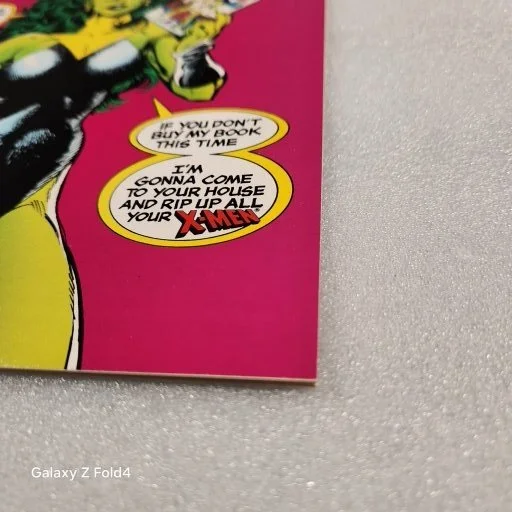 IF YOU DON'T
BUY MY BOOK
THIS TIME
I'M
GONNA COME
TO YOUR HOUSE
AND RIP UP ALL
YOUR X-MEN®
Galaxy Z Fold4